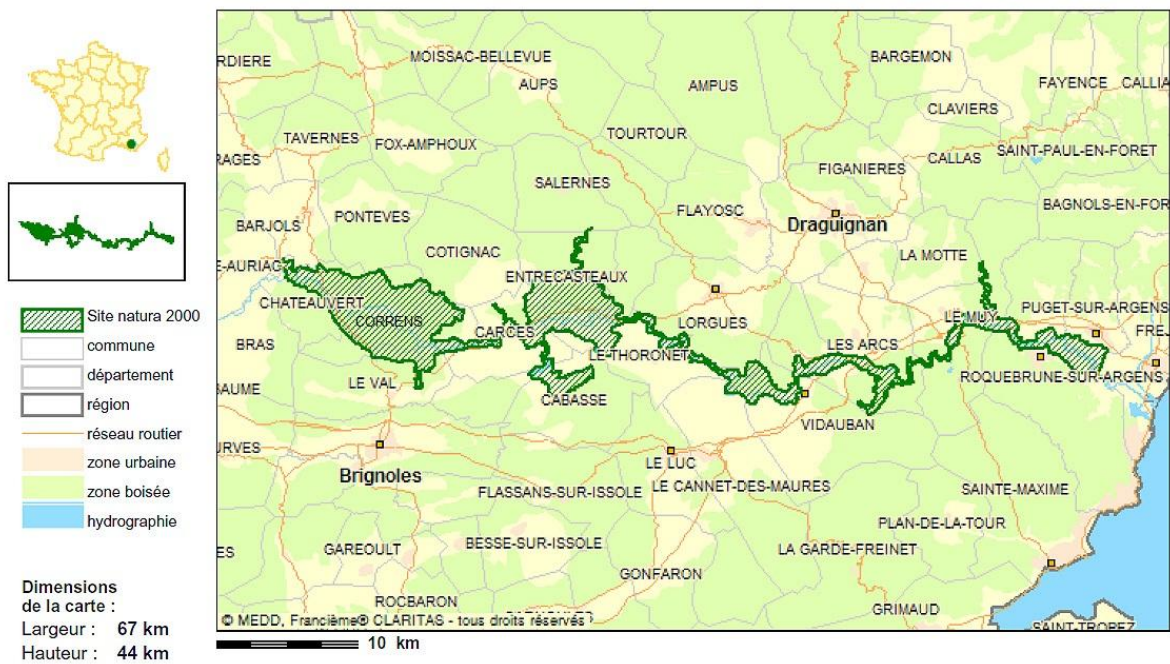 Site natura 2000
commune
département
région
réseau routier
zone urbaine
zone boisée
hydrographie
Dimensions
de la carte :
Largeur : 67 km
Hauteur : 44 km
RDIERE
MOISSAC-BELLEVUE
BARGEMON
AUPS
AMPUS
FAYENCE
CALLIA
CLAVIERS
TAVERNES
FOX-AMPHOUX
TOURTOUR
RAGES
CALLAS
SAINT-PAUL-EN-FORET
FIGANIERES
SALERNES
PONTEVES
FLAYOSC
BAGNOLS-EN-FOR
BARJOLS
Draguignan
COTIGNAC
LA MOTTE
E-AURIAC
ENTRECASTEAUX
CHATEAUVERT
PUGET-SUR-ARGENS
CORRENS
CARCES
LORGUES
LE MUY
FREJ
BRAS
LE THORONET
LES ARCS
LE VAL
ROQUEBRUNE-SUR-ARGENS
BAUME
CABASSE
VIDAUBAN
URVES
LE LUC
Brignoles
LE CANNET-DES-MAURES
FLASSANS-SUR-ISSOLE
SAINTE-MAXIME
PLAN-DE-LA-TOUR
BESSE-SUR-ISSOLE
GAREOULT
LA GARDE-FREINET
ES
GONFARON
ROCBARON
GRIMAUD
© MEDD, Francième® CLARITAS - tous droits réservés
SAINT-TROPEZ
10 km